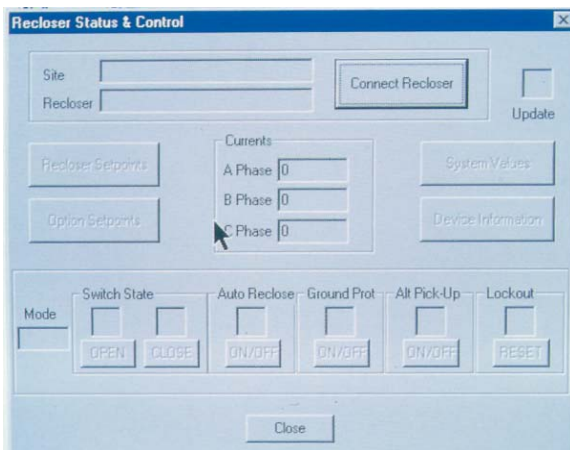 Recloser Status & Control
Site
Connect Recloser
Recloser
Update
Currents
Recloser Setpoints
A Phase 0
System Values
B Phase 0
Option Setpoints
C Phase 0
Device Information
Switch State
Auto Reclose
Ground Prot
Alt Pick-Up
Lockout
Mode
OPEN
CLOSE
ON/OFF
ON/OFF
ON/OFF
RESET
Close